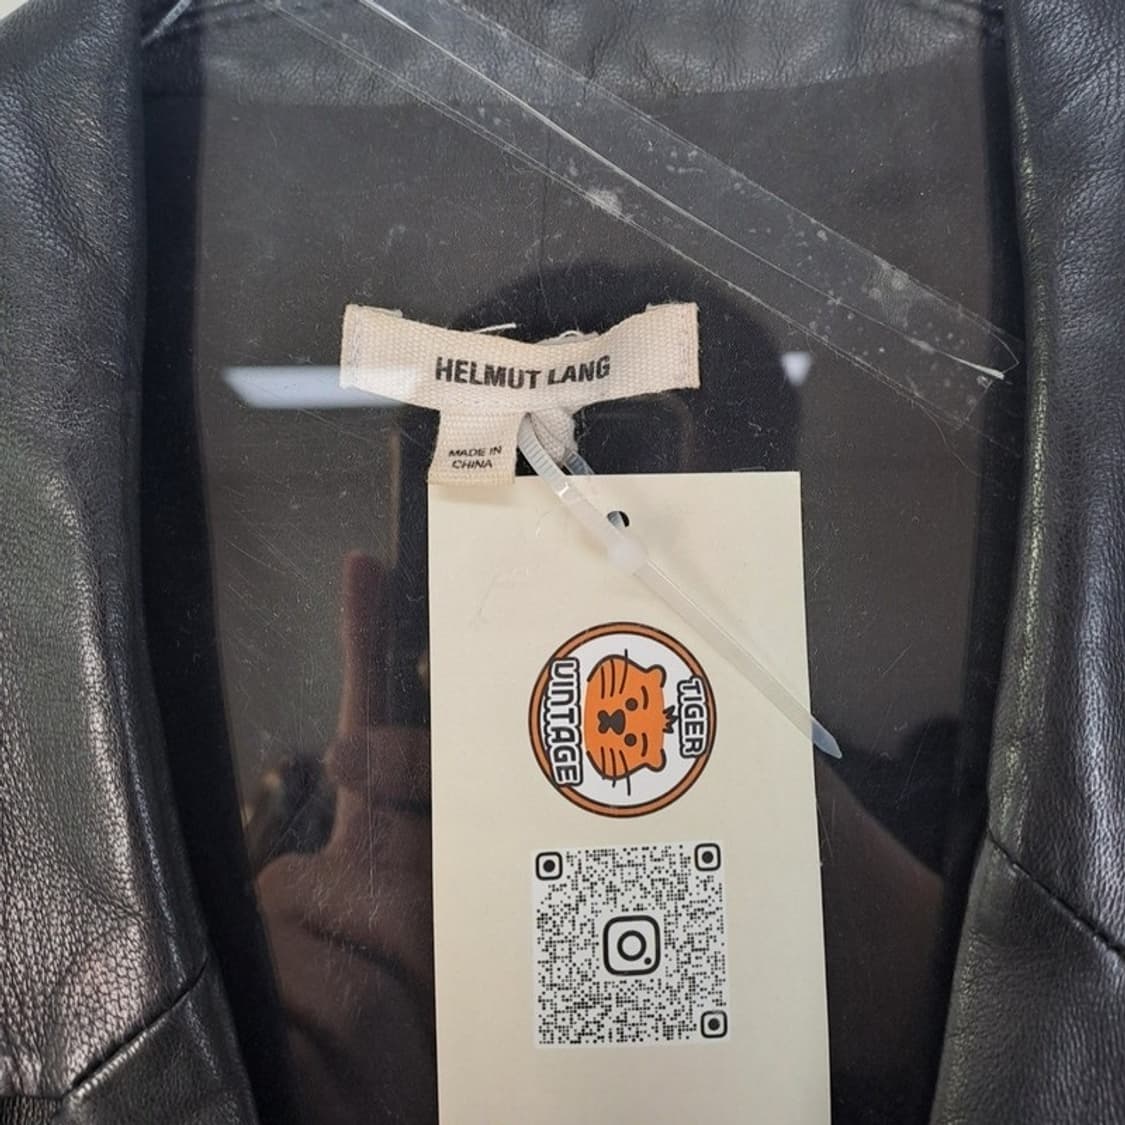 HELMUT LANG
MADE IN
CHINA
TIGER
VINTAGE